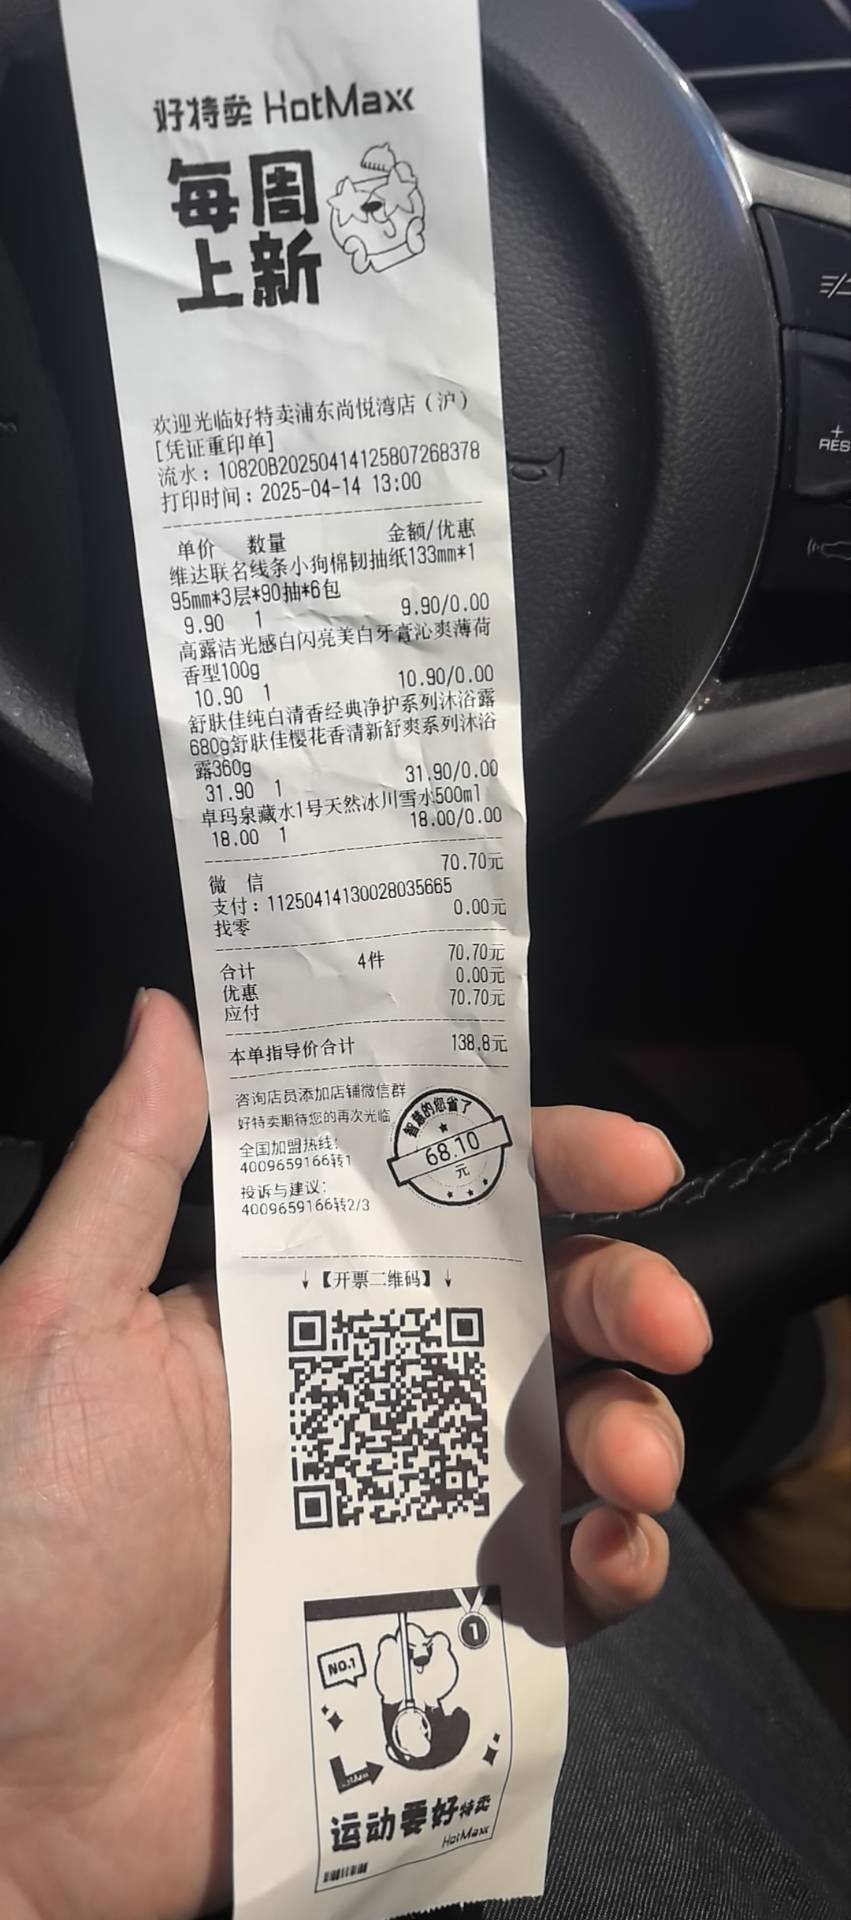 好特卖 HotMaxx
每周
上新
欢迎光临好特卖浦东尚悦湾店（沪）
[凭证重印单]
流水：10820B20250414125807268378
打印时间：2025-04-14 13:00
单价 数量 金额/优惠
维达联名线条小狗棉韧抽纸133mm*1
95mm*3层*90抽*6包
9.90 1 9.90/0.00
高露洁光感白闪亮美白牙膏沁爽薄荷
香型100g
10.90 1 10.90/0.00
舒肤佳纯白清香经典净护系列沐浴露
680g舒肤佳樱花香清新舒爽系列沐浴
露360g
31.90 1 31.90/0.00
卓玛泉藏水1号天然冰川雪水500ml
18.00 1 18.00/0.00
微 信 70.70元
支付：11250414130028035665
找零 0.00元
合计 4件 70.70元
优惠 0.00元
应付 70.70元
本单指导价合计 138.8元
咨询店员添加店铺微信群
好特卖期待您的再次光临
全国加盟热线：
4009659166转1
投诉与建议：
4009659166转2/3
智慧的您省了
68.10
元
↓【开票二维码】↓
1
NO.1
运动要好特卖
HotMaxx
+
RES